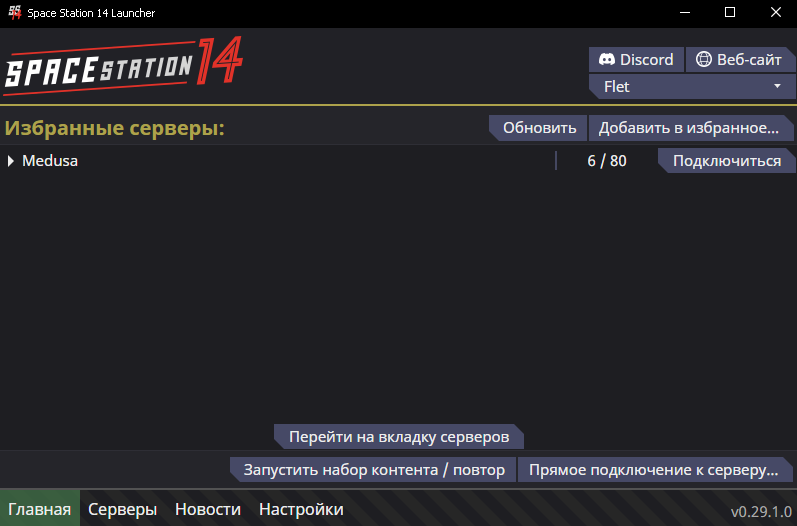 Space Station 14 Launcher
SPACE STATION 14
Discord
Веб-сайт
Flet
Избранные серверы:
Обновить
Добавить в избранное...
Medusa
6 / 80
Подключиться
Перейти на вкладку серверов
Запустить набор контента / повтор
Прямое подключение к серверу...
Главная
Серверы
Новости
Настройки
v0.29.1.0